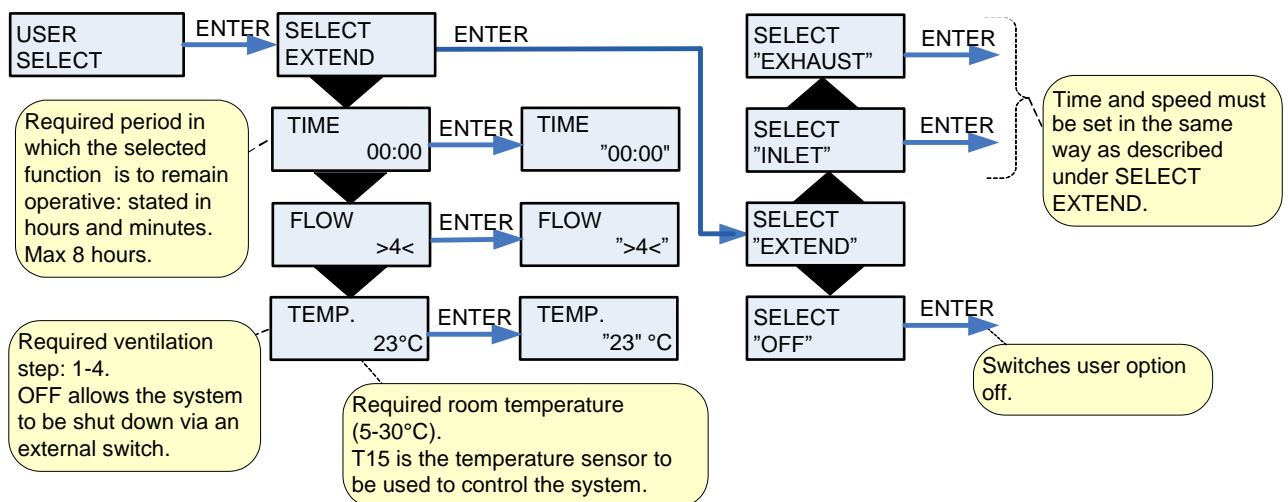 USER
SELECT
ENTER
SELECT
EXTEND
ENTER
TIME
00:00
ENTER
TIME
"00:00"
FLOW
>4<
ENTER
FLOW
”>4<”
TEMP.
23°C
ENTER
TEMP.
”23" °C
Required period in
which the selected
function is to remain
operative: stated in
hours and minutes.
Max 8 hours.
Required ventilation
step: 1-4.
OFF allows the system
to be shut down via an
external switch.
Required room temperature
(5-30°C).
T15 is the temperature sensor to
be used to control the system.
SELECT
”EXHAUST”
ENTER
SELECT
”INLET”
ENTER
SELECT
”EXTEND”
SELECT
”OFF”
ENTER
Time and speed must
be set in the same
way as described
under SELECT
EXTEND.
Switches user option
off.